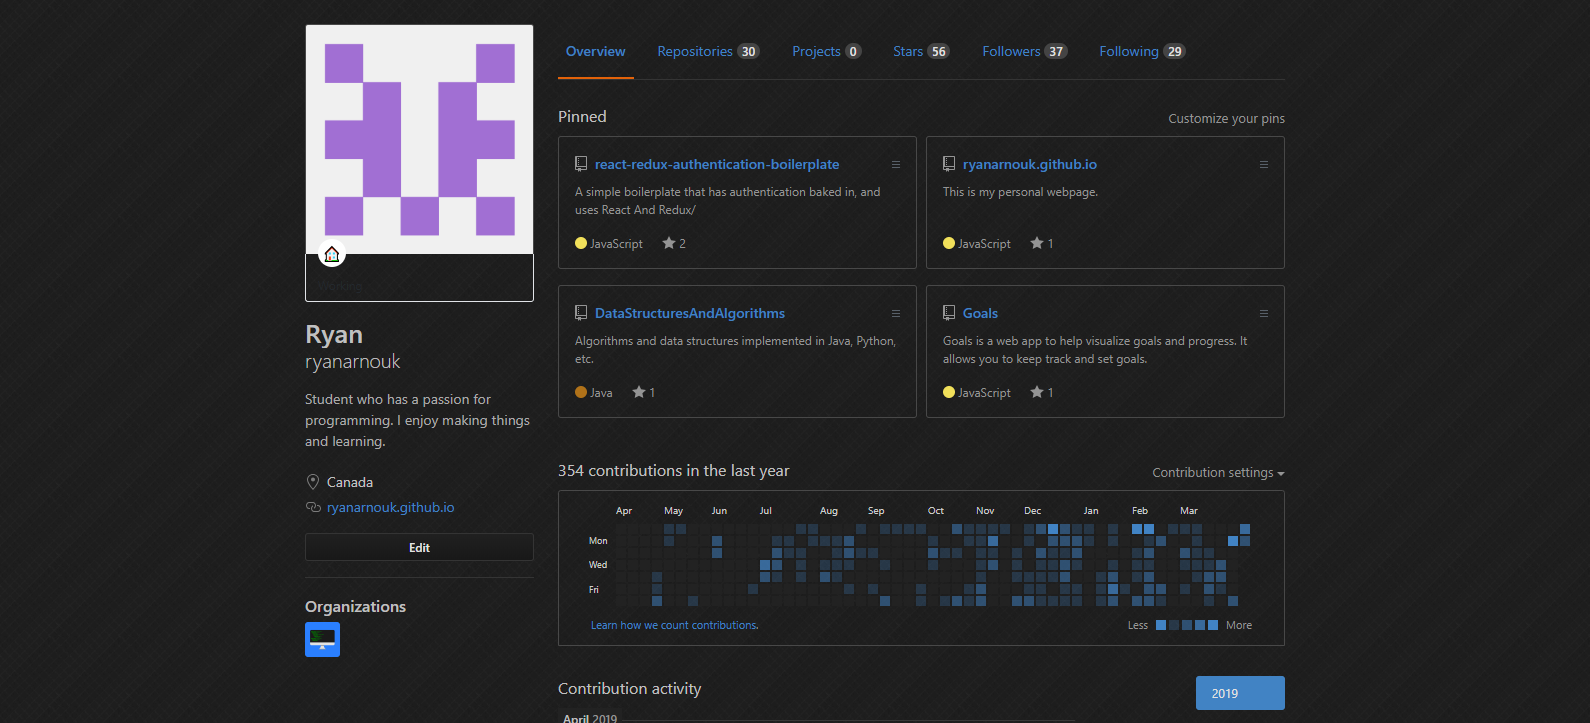 Overview Repositories 30 Projects 0 Stars 56 Followers 37 Following 29
Pinned
Customize your pins
react-redux-authentication-boilerplate
A simple boilerplate that has authentication baked in, and
uses React And Redux/
JavaScript 2
ryanarnouk.github.io
This is my personal webpage.
JavaScript 1
DataStructuresAndAlgorithms
Algorithms and data structures implemented in Java, Python,
etc.
Java 1
Goals
Goals is a web app to help visualize goals and progress. It
allows you to keep track and set goals.
JavaScript 1
Ryan
ryanarnouk
Student who has a passion for
programming. I enjoy making things
and learning.
Canada
ryanarnouk.github.io
Edit
Organizations
354 contributions in the last year
Contribution settings
Apr May Jun Jul Aug Sep Oct Nov Dec Jan Feb Mar
Mon
Wed
Fri
Learn how we count contributions.
Less More
Contribution activity
2019
April 2019